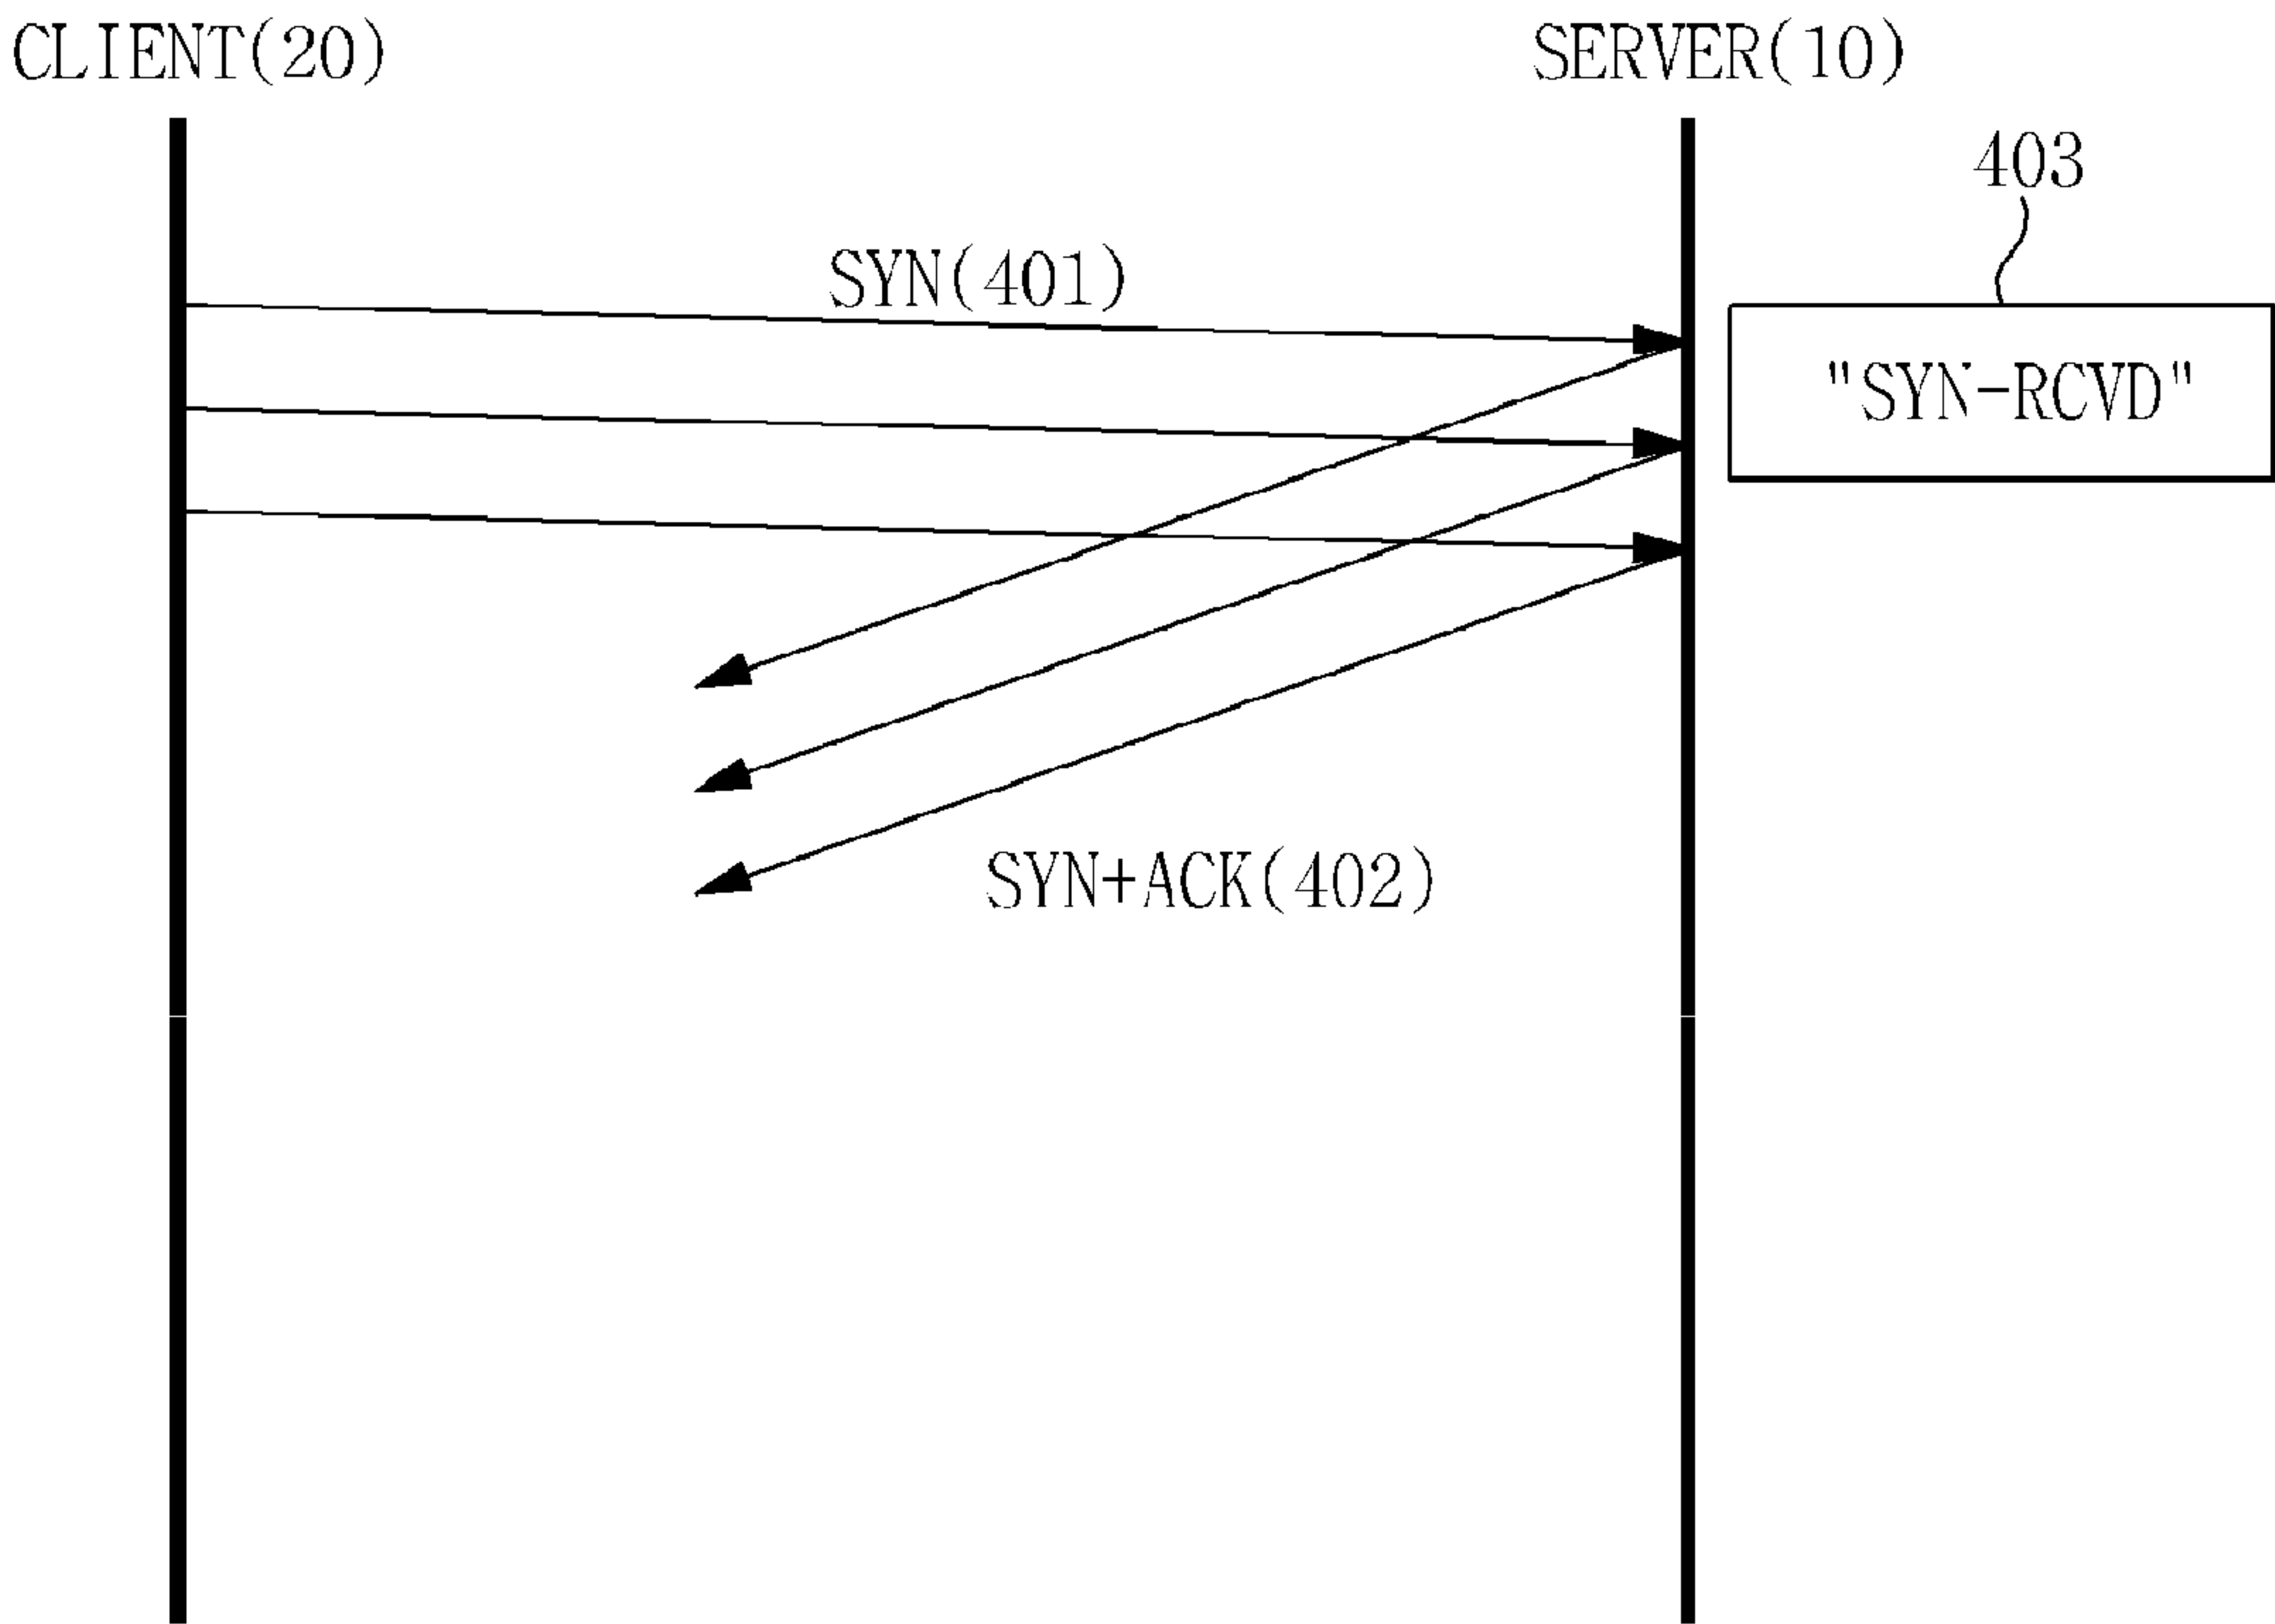 CLIENT(20)
SERVER(10)
403
SYN(401)
"SYN-RCVD"
SYN+ACK(402)